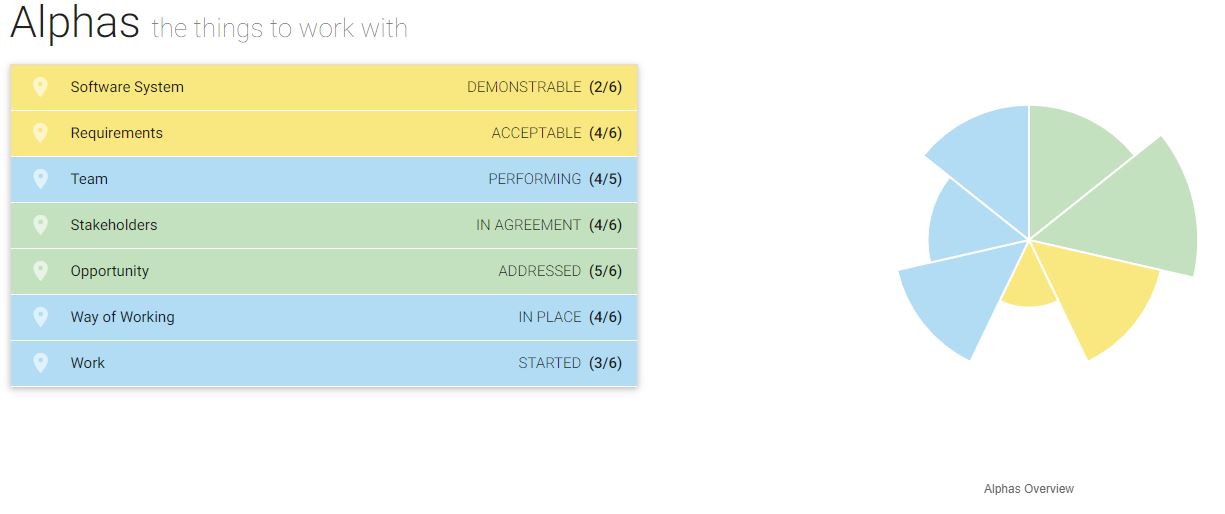 Alphas the things to work with
Software System DEMONSTRABLE (2/6)
Requirements ACCEPTABLE (4/6)
Team PERFORMING (4/5)
Stakeholders IN AGREEMENT (4/6)
Opportunity ADDRESSED (5/6)
Way of Working IN PLACE (4/6)
Work STARTED (3/6)
Alphas Overview